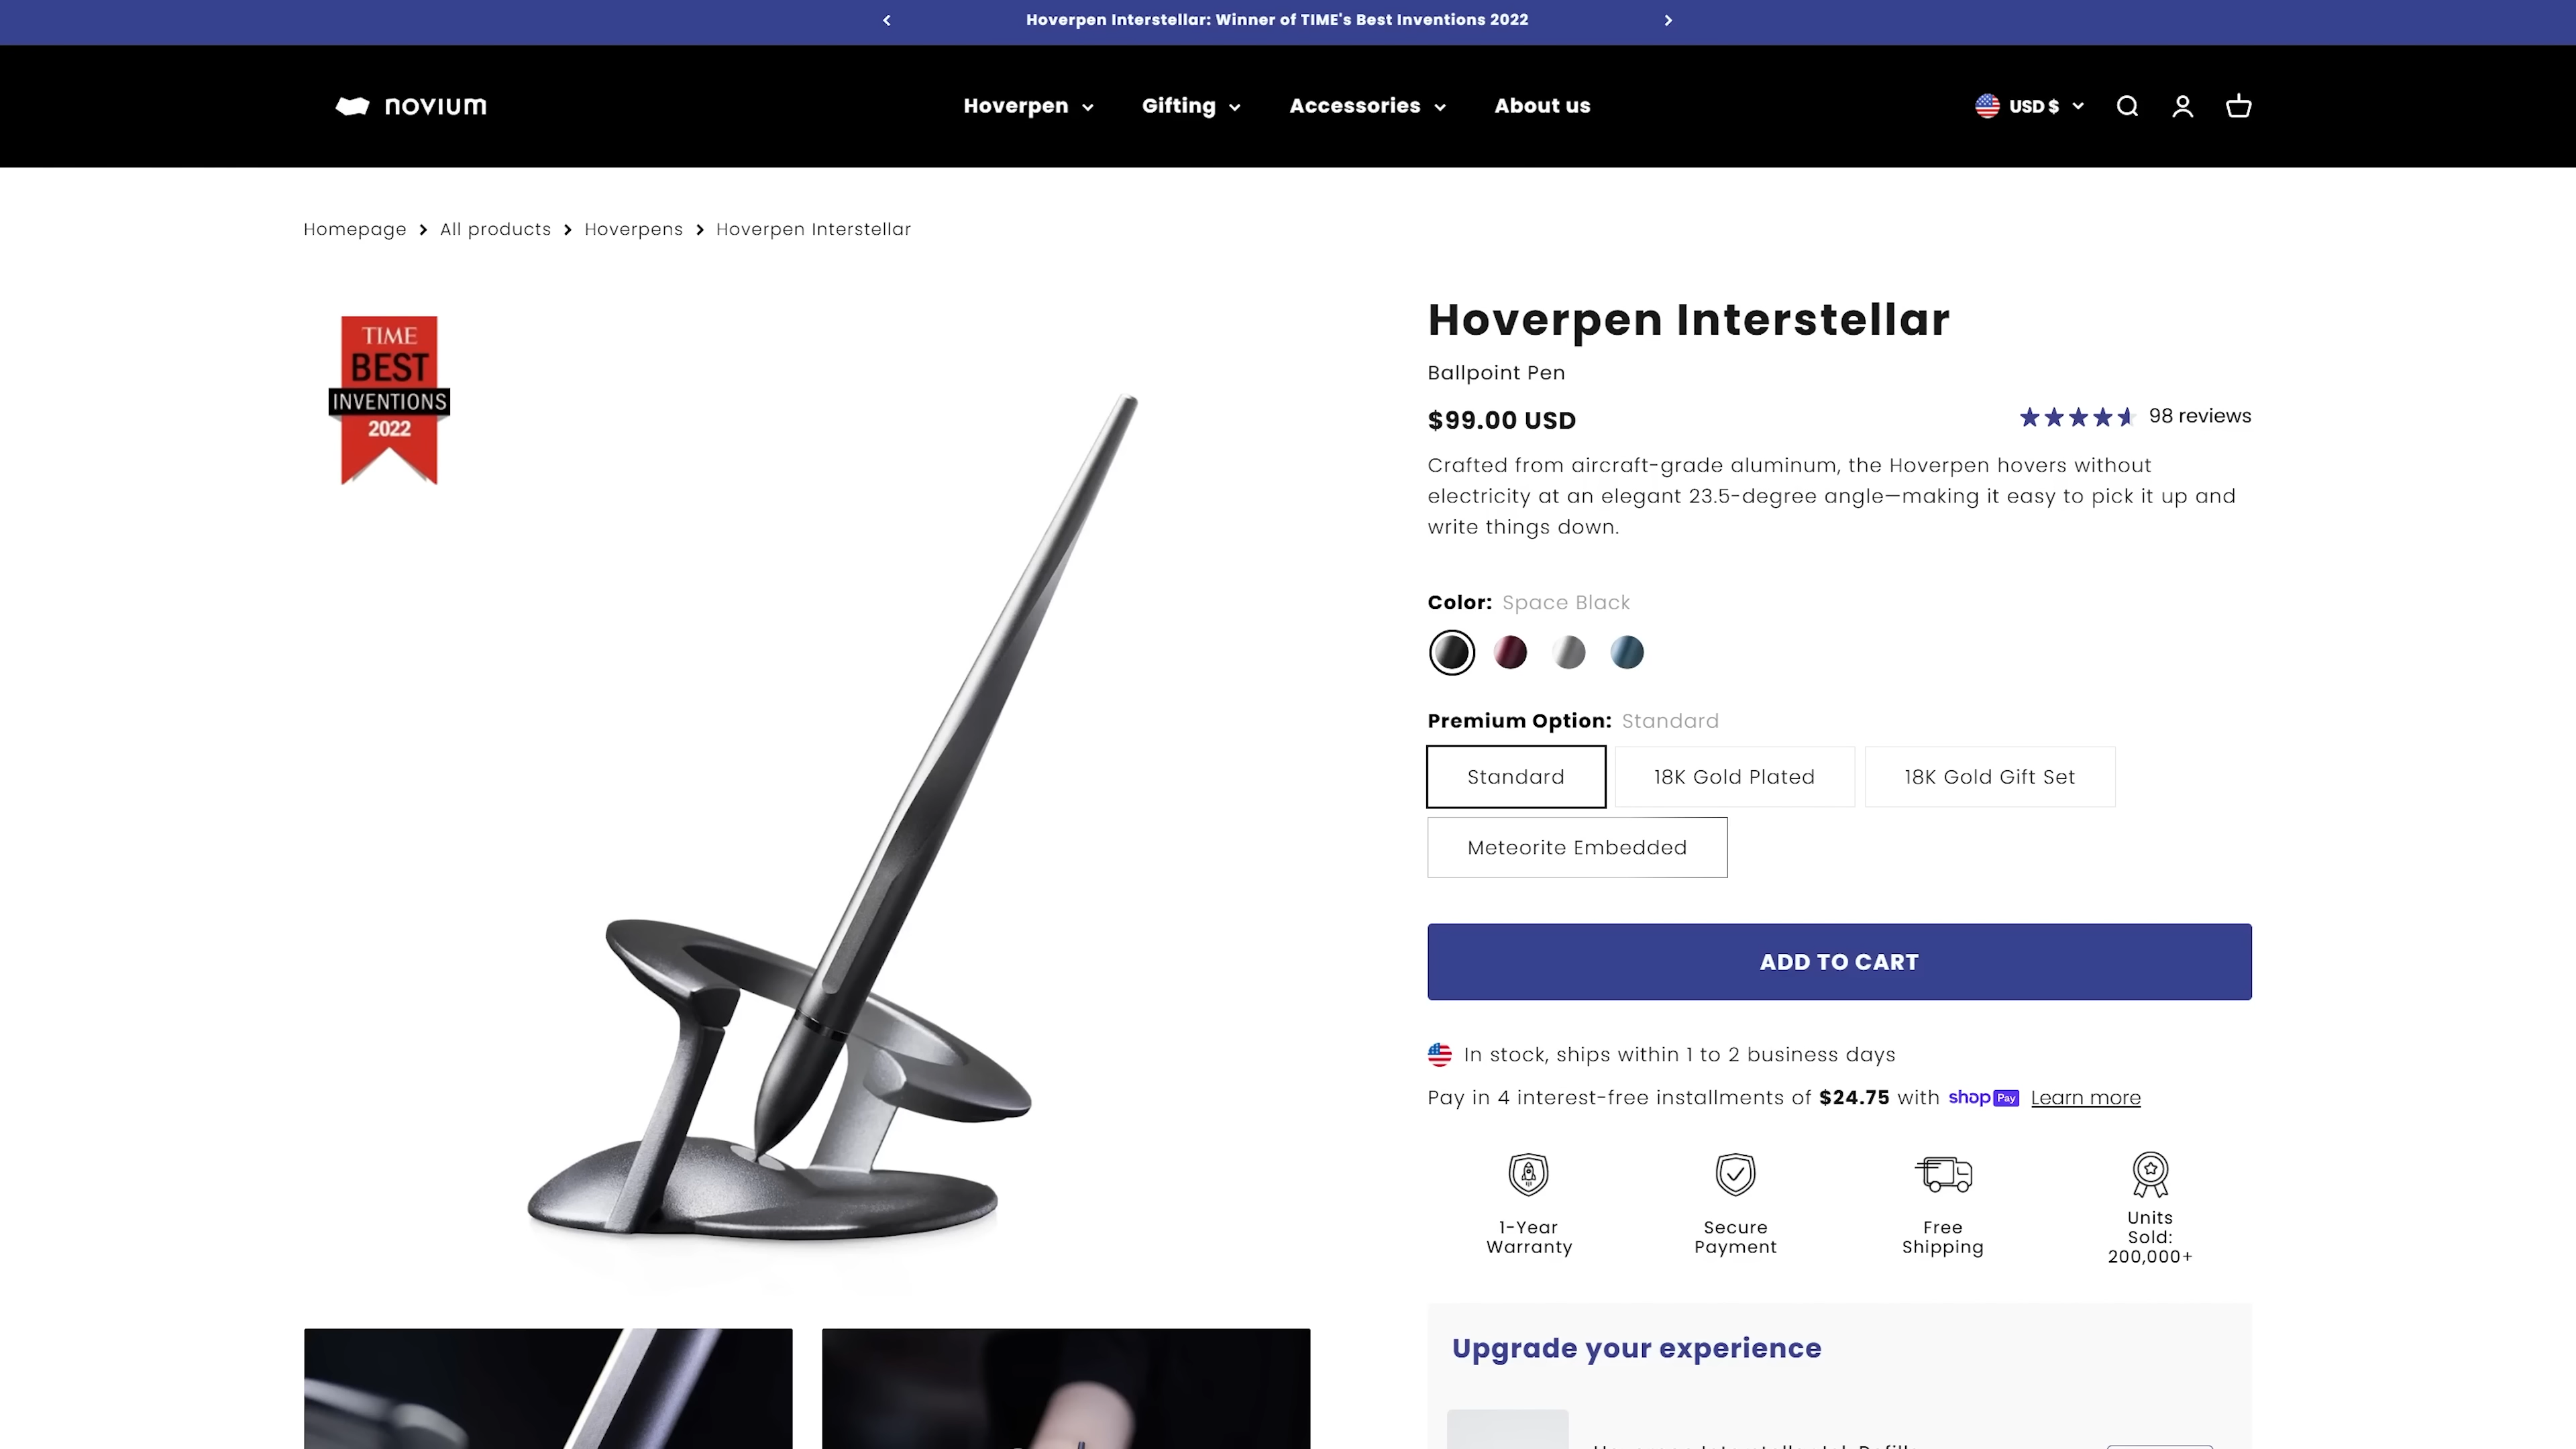 Hoverpen Interstellar: Winner of TIME's Best Inventions 2022
novium
Hoverpen
Gifting
Accessories
About us
USD $
Homepage > All products > Hoverpens > Hoverpen Interstellar
TIME
BEST
INVENTIONS
2022
Hoverpen Interstellar
Ballpoint Pen
$99.00 USD
98 reviews
Crafted from aircraft-grade aluminum, the Hoverpen hovers without
electricity at an elegant 23.5-degree angle—making it easy to pick it up and
write things down.
Color: Space Black
Premium Option: Standard
Standard
18K Gold Plated
18K Gold Gift Set
Meteorite Embedded
ADD TO CART
In stock, ships within 1 to 2 business days
Pay in 4 interest-free installments of $24.75 with shop Pay Learn more
1-Year
Warranty
Secure
Payment
Free
Shipping
Units
Sold:
200,000+
Upgrade your experience